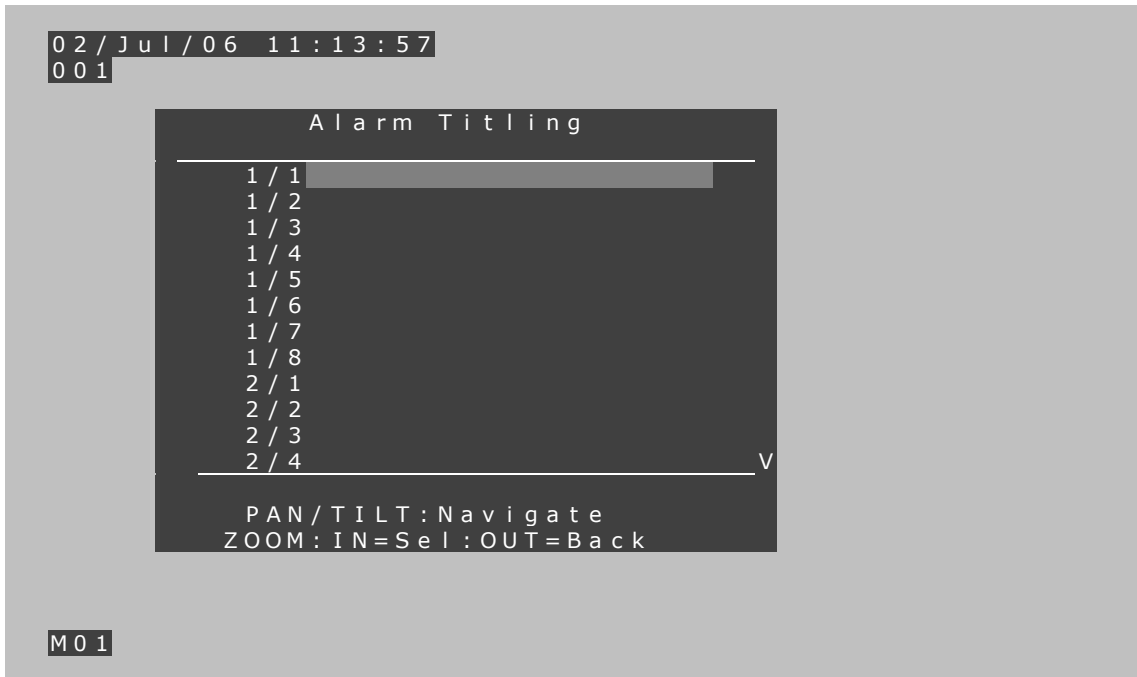 02/Jul/06 11:13:57
001
Alarm Titling
1/1
1/2
1/3
1/4
1/5
1/6
1/7
1/8
2/1
2/2
2/3
2/4 V
PAN/TILT:Navigate
ZOOM:IN=Sel:OUT=Back
M01